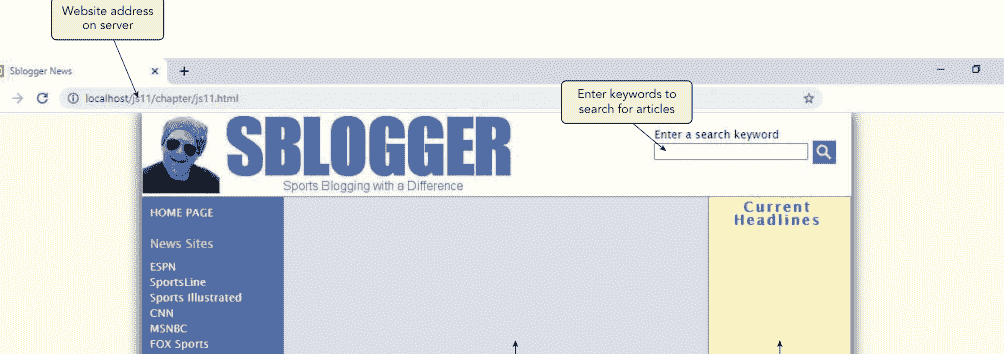 Website address
on server
Sblogger News
localhost/js11/chapter/js11.html
Enter keywords to
search for articles
Enter a search keyword
SBLOGGER
Sports Blogging with a Difference
HOME PAGE
News Sites
ESPN
SportsLine
Sports Illustrated
CNN
MSNBC
FOX Sports
Current
Headlines